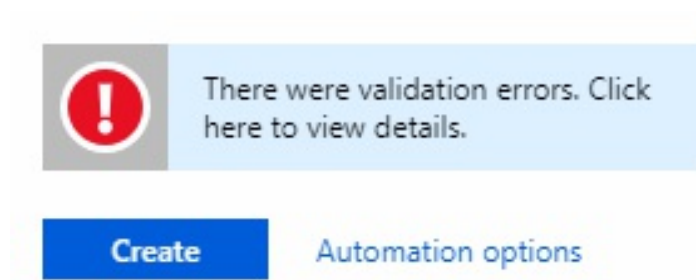 There were validation errors. Click
here to view details.
Create
Automation options